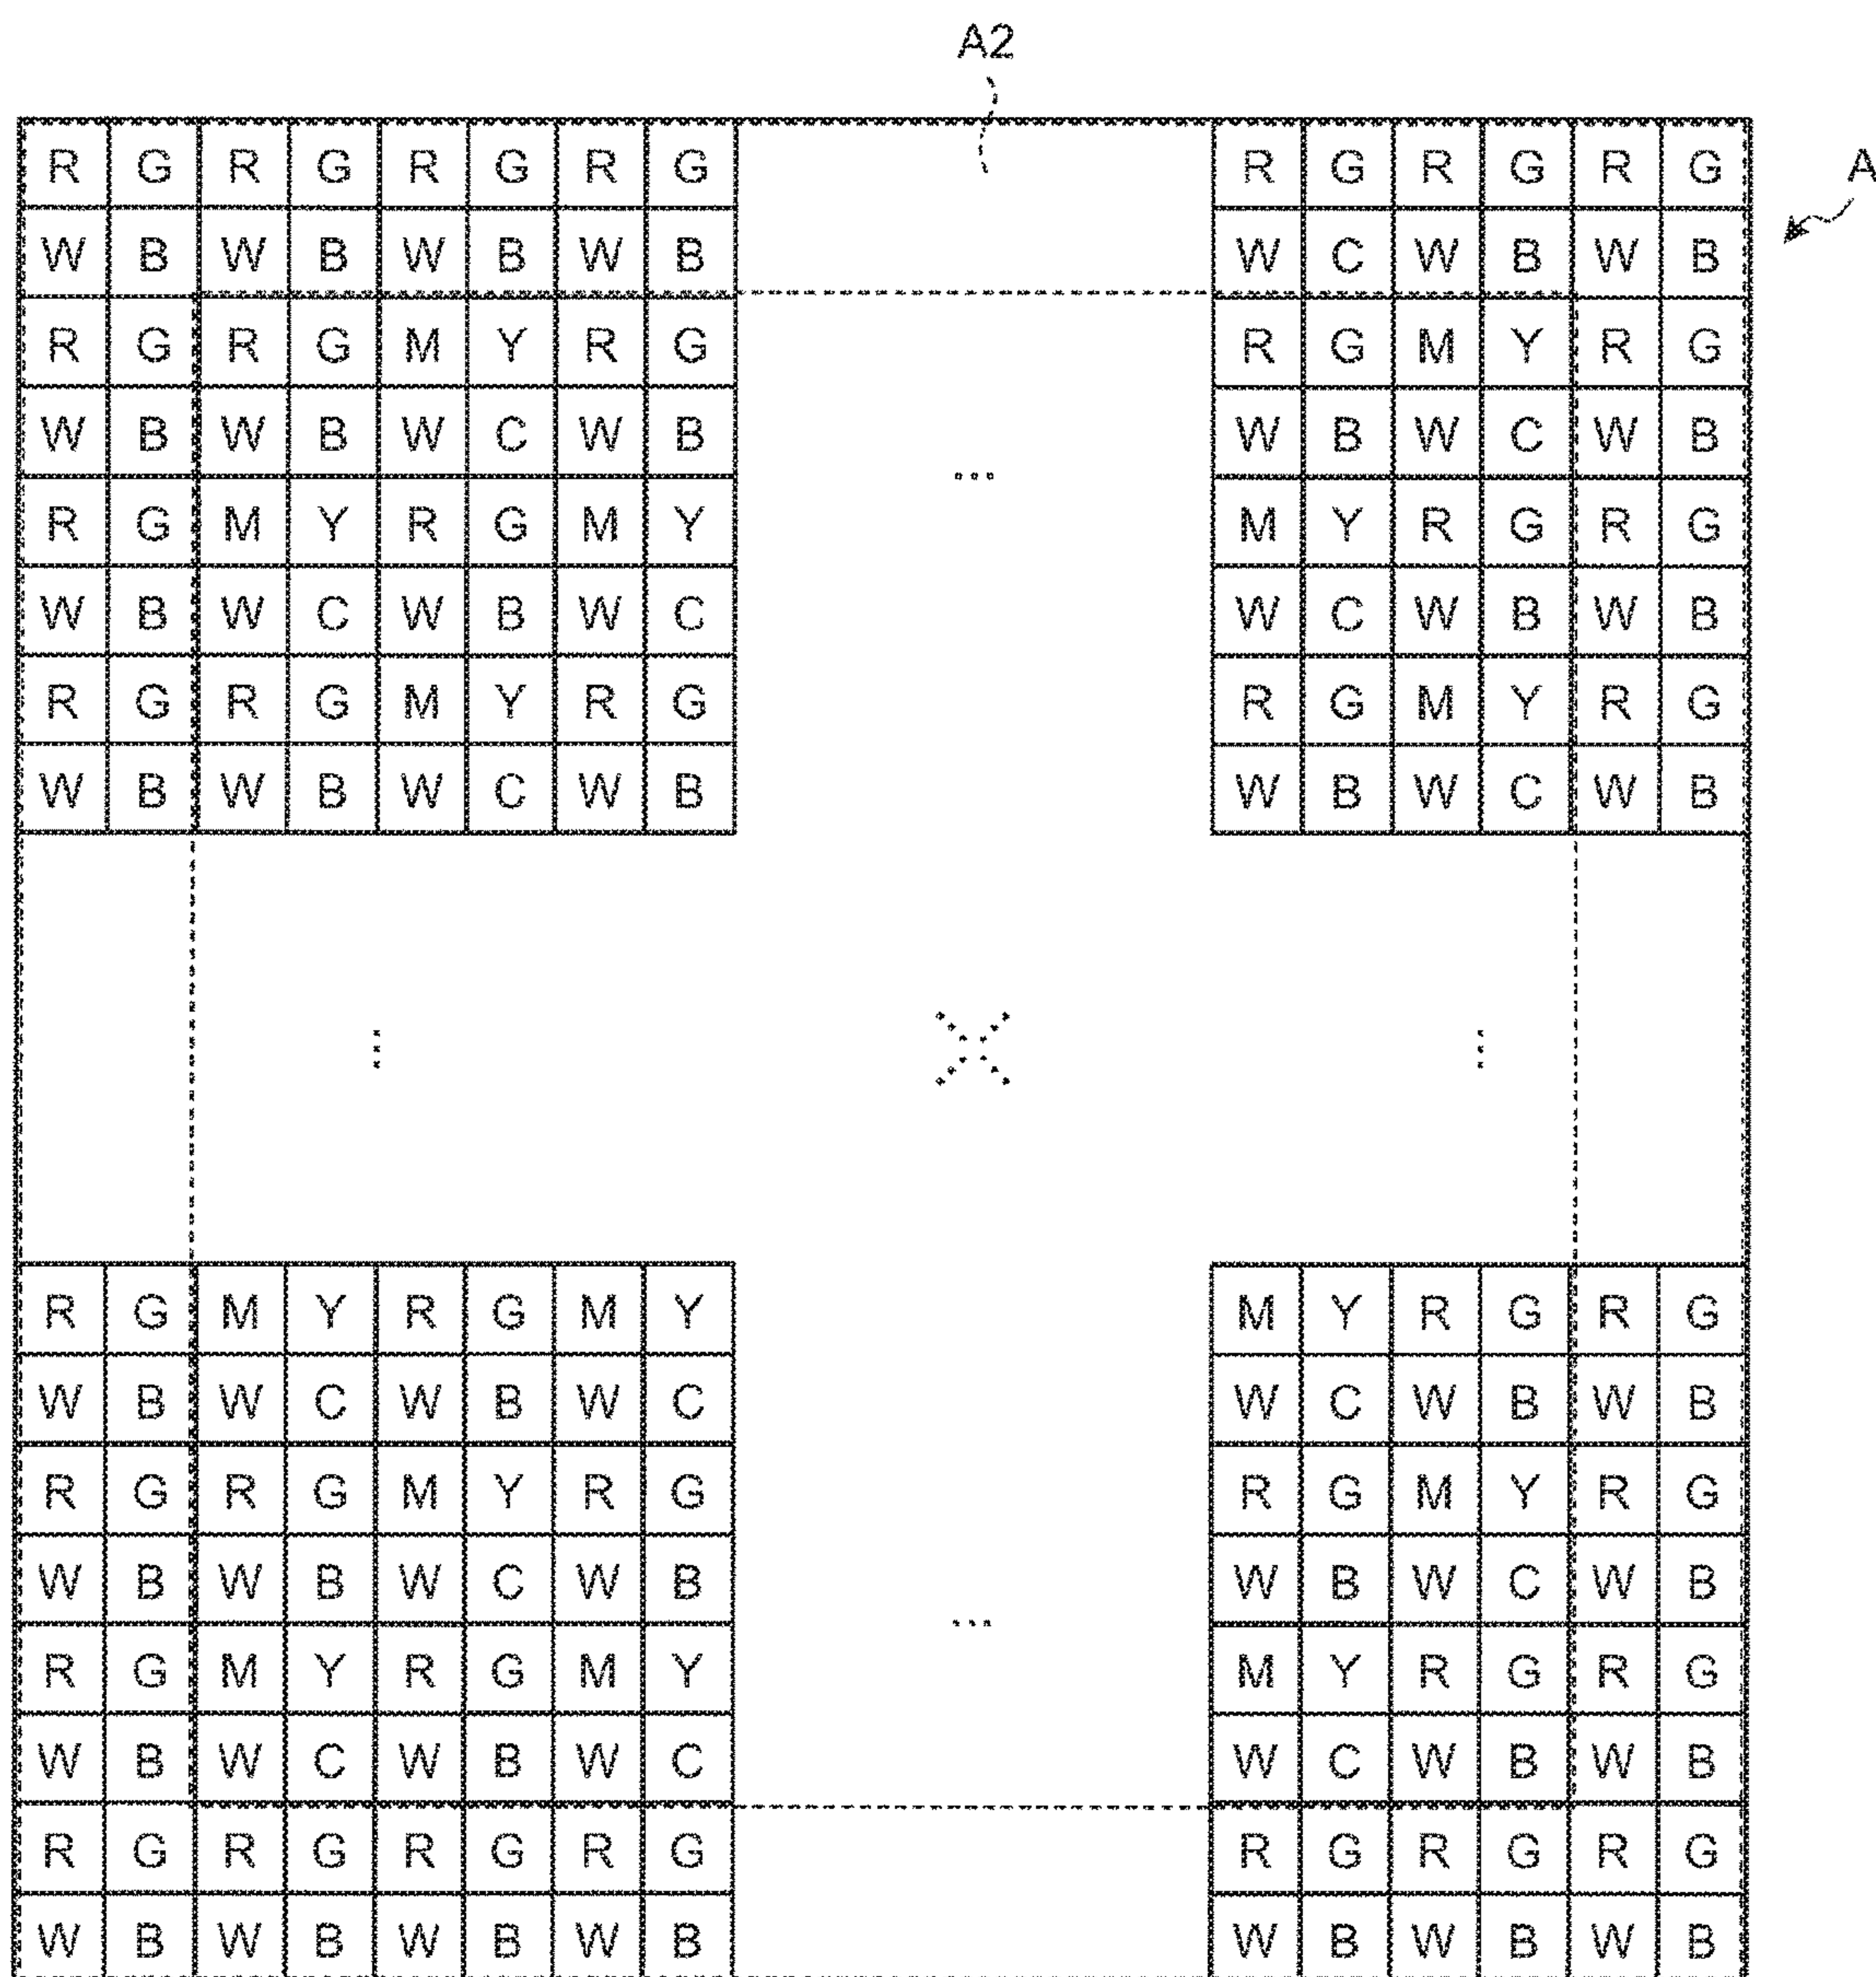 A2
A
R G R G R G R G R G R G R G
W B W B W B W B W C W B W B
R G R G M Y R G R G M Y R G
W B W B W C W B W B W C W B
...
R G M Y R G M Y M Y R G R G
W B W C W B W C W C W B W B
R G R G M Y R G R G M Y R G
W B W B W C W B W B W C W B
R G M Y R G M Y M Y R G R G
W B W C W B W C W C W B W B
R G R G M Y R G R G M Y R G
W B W B W C W B W B W C W B
...
R G M Y R G M Y M Y R G R G
W B W C W B W C W C W B W B
R G R G R G R G R G R G R G
W B W B W B W B W B W B W B